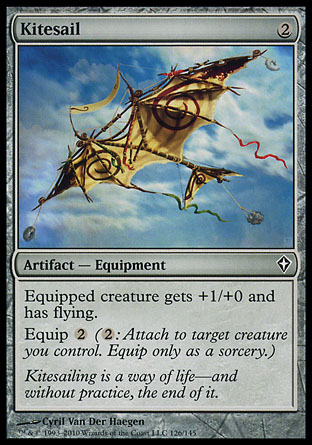 Kitesail 2
Artifact — Equipment
Equipped creature gets +1/+0 and
has flying.
Equip 2 (2: Attach to target creature
you control. Equip only as a sorcery.)
Kitesailing is a way of life—and
without practice, the end of it.
Cyril Van Der Haegen
™ & © 1993–2010 Wizards of the Coast LLC 126/145